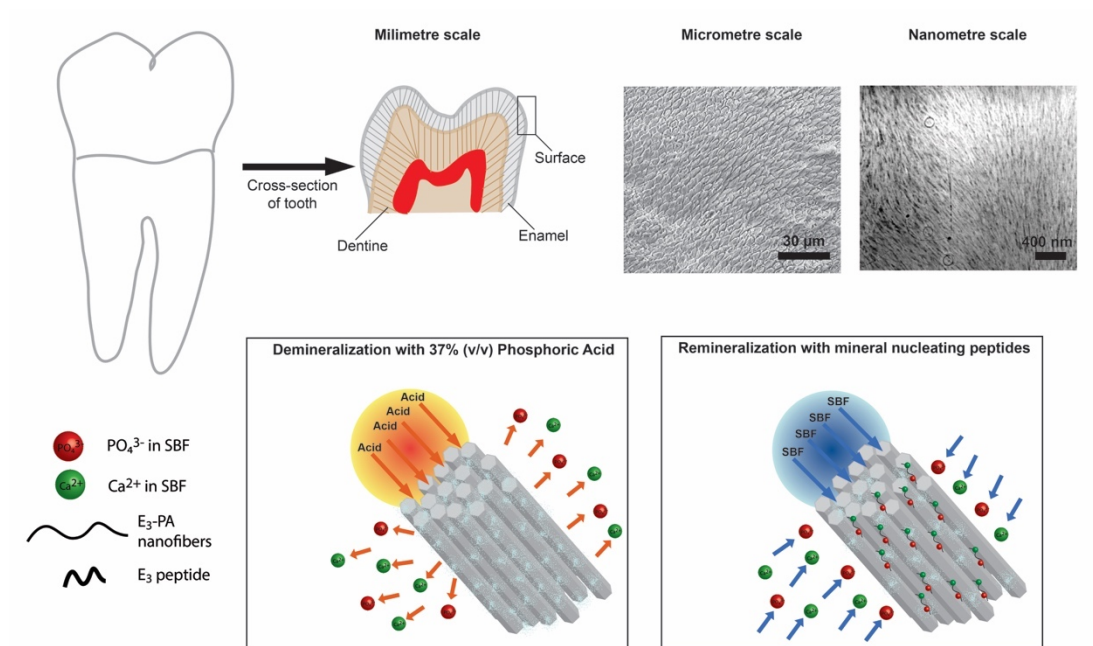 Milimetre scale
Micrometre scale
Nanometre scale
Cross-section
of tooth
Surface
Dentine
Enamel
30 µm
400 nm
Demineralization with 37% (v/v) Phosphoric Acid
Acid
Acid
Acid
Acid
Remineralization with mineral nucleating peptides
SBF
SBF
SBF
SBF
PO₄³⁻ PO₄³⁻ in SBF
Ca²⁺ Ca²⁺ in SBF
E₃-PA
nanofibers
E₃ peptide